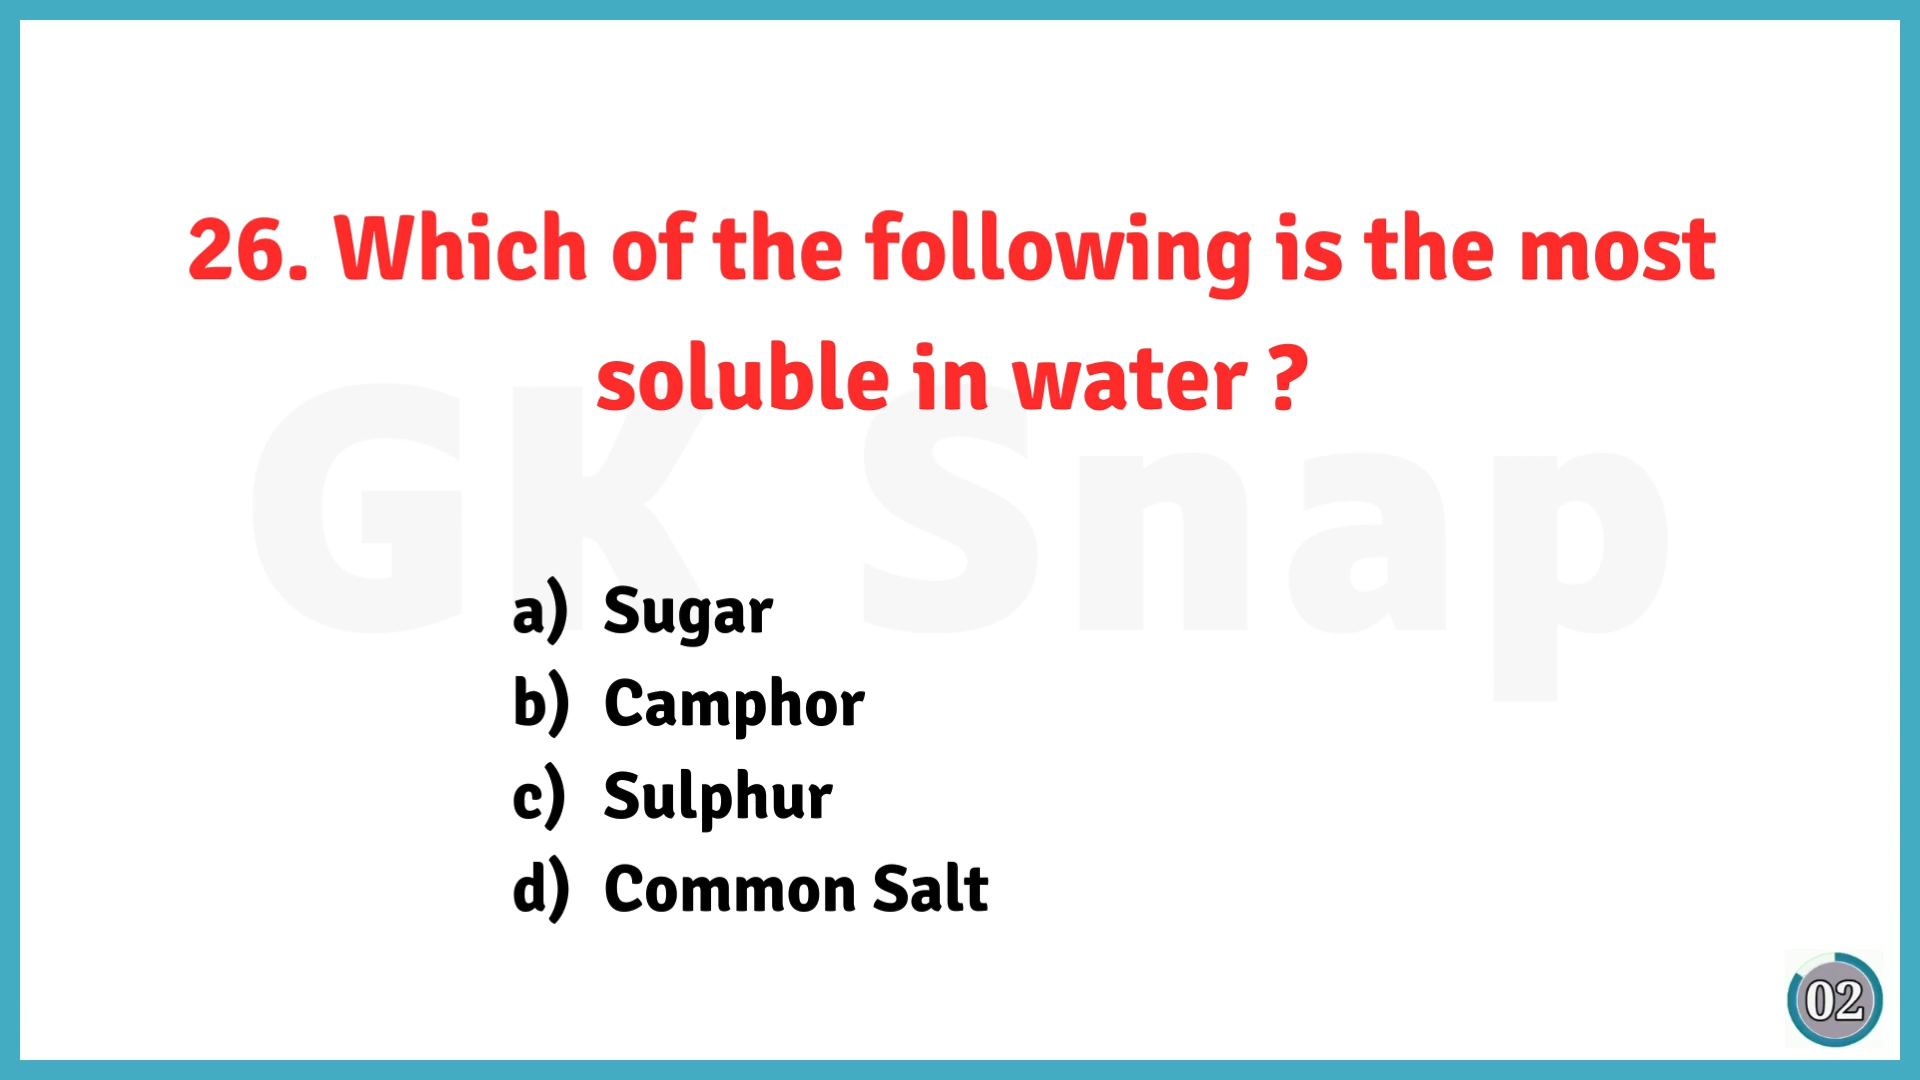 26. Which of the following is the most
soluble in water ?
GK Snap
a) Sugar
b) Camphor
c) Sulphur
d) Common Salt
02